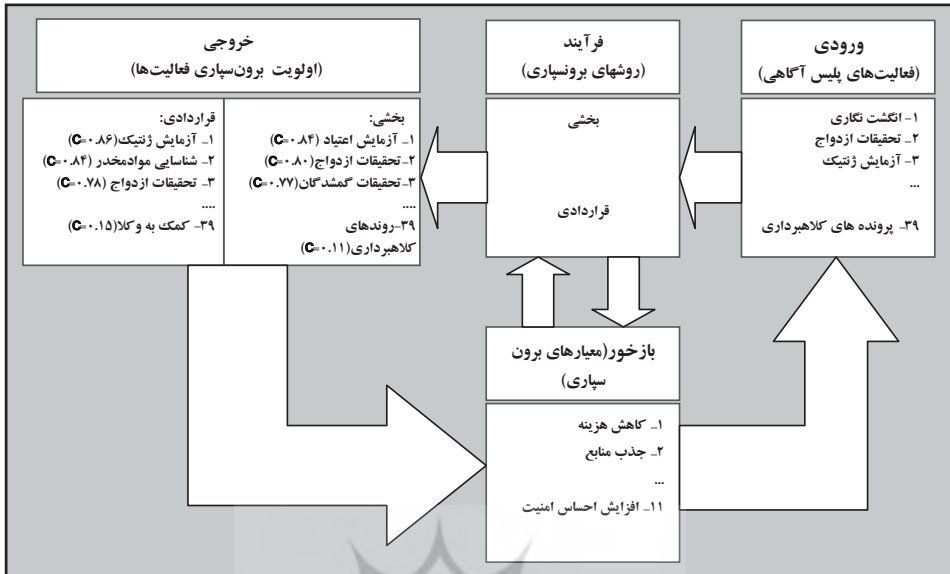 ورودی
(فعالیت‌های پلیس آگاهی)
۱- انگشت نگاری
۲- تحقیقات ازدواج
۳- آزمایش ژنتیک
...
۳۹- پرونده های کلاهبرداری
فرآیند
(روشهای برونسپاری)
بخشی
قراردادی
خروجی
(اولویت برون‌سپاری فعالیت‌ها)
بخشی:
۱- آزمایش اعتیاد (C=۰.۸۴)
۲- تحقیقات ازدواج(C=۰.۸۰)
۳- تحقیقات گمشدگان(C=۰.۷۷)
....
۳۹-روندهای
کلاهبرداری(C=۰.۱۱)
قراردادی:
۱- آزمایش ژنتیک(C=۰.۸۶)
۲- شناسایی موادمخدر (C=۰.۸۴)
۳- تحقیقات ازدواج (C=۰.۷۸)
....
۳۹- کمک به وکلا(C=۰.۱۵)
بازخور(معیارهای برون
سپاری)
۱- کاهش هزینه
۲- جذب منابع
...
۱۱- افزایش احساس امنیت